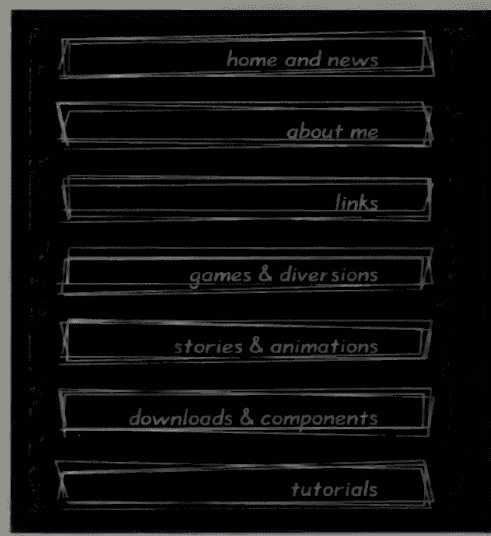 home and news
about me
links
games & diversions
stories & animations
downloads & components
tutorials